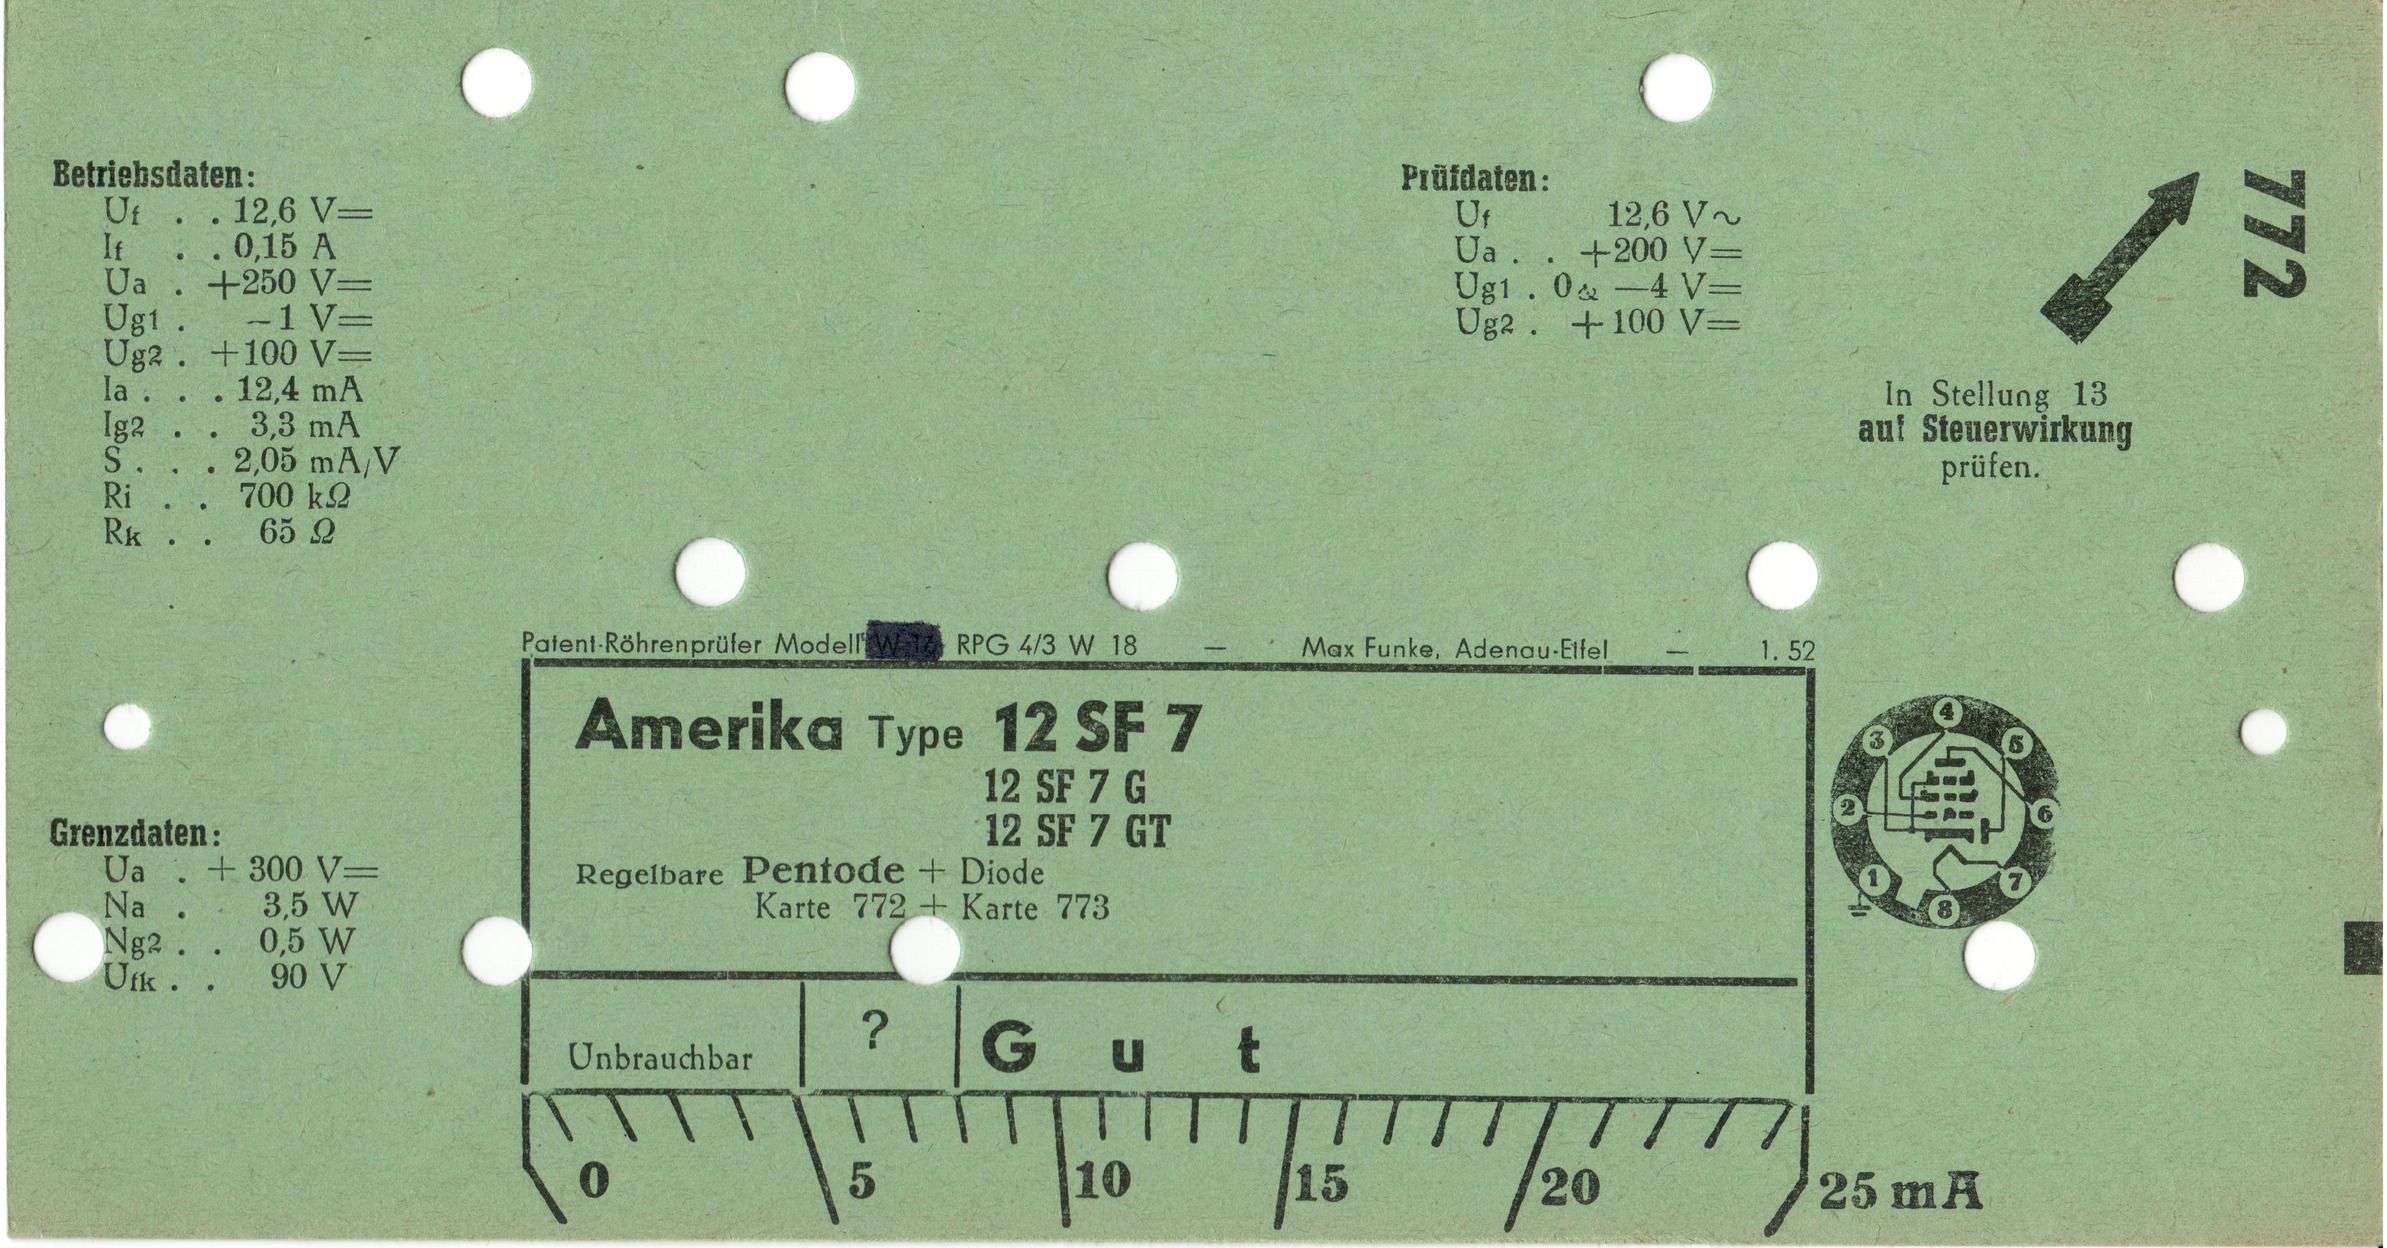 Betriebsdaten:
Uf . . 12,6 V=
If . . 0,15 A
Ua . +250 V=
Ug1 . −1 V=
Ug2 . +100 V=
Ia . . . 12,4 mA
Ig2 . . 3,3 mA
S . . . 2,05 mA/V
Ri . . 700 kΩ
Rk . . 65 Ω
Prüfdaten:
Uf 12,6 V~
Ua . . +200 V=
Ug1 . 0 & —4 V=
Ug2 . +100 V=
772
In Stellung 13
auf Steuerwirkung
prüfen.
Patent-Röhrenprüfer Modell W 16 RPG 4/3 W 18 — Max Funke, Adenau-Eifel — 1. 52
Amerika Type 12 SF 7
12 SF 7 G
12 SF 7 GT
Regelbare Pentode + Diode
Karte 772 + Karte 773
4
3 5
2 6
1 7
8
Grenzdaten:
Ua . + 300 V=
Na . 3,5 W
Ng2 . . 0,5 W
Ufk . . 90 V
Unbrauchbar ? Gut
0 5 10 15 20 25 mA